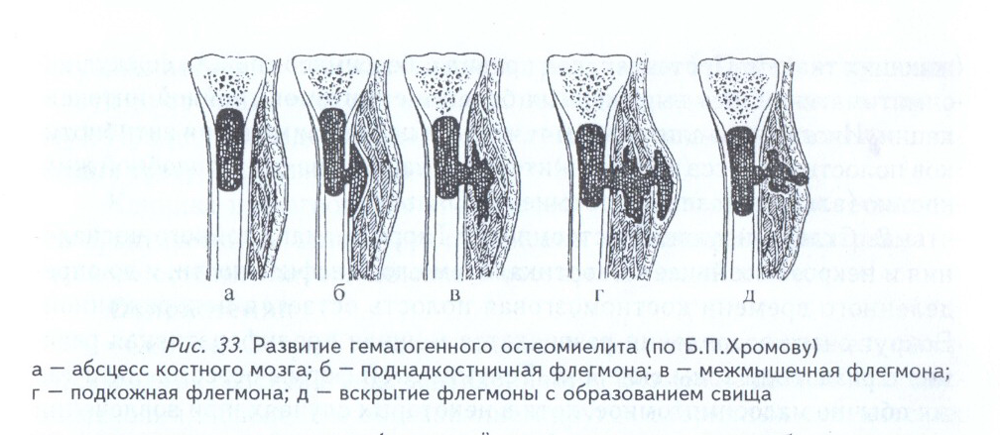 а
б
в
г
д
Рис. 33. Развитие гематогенного остеомиелита (по Б.П.Хромову)
а — абсцесс костного мозга; б — поднадкостничная флегмона; в — межмышечная флегмона;
г — подкожная флегмона; д — вскрытие флегмоны с образованием свища